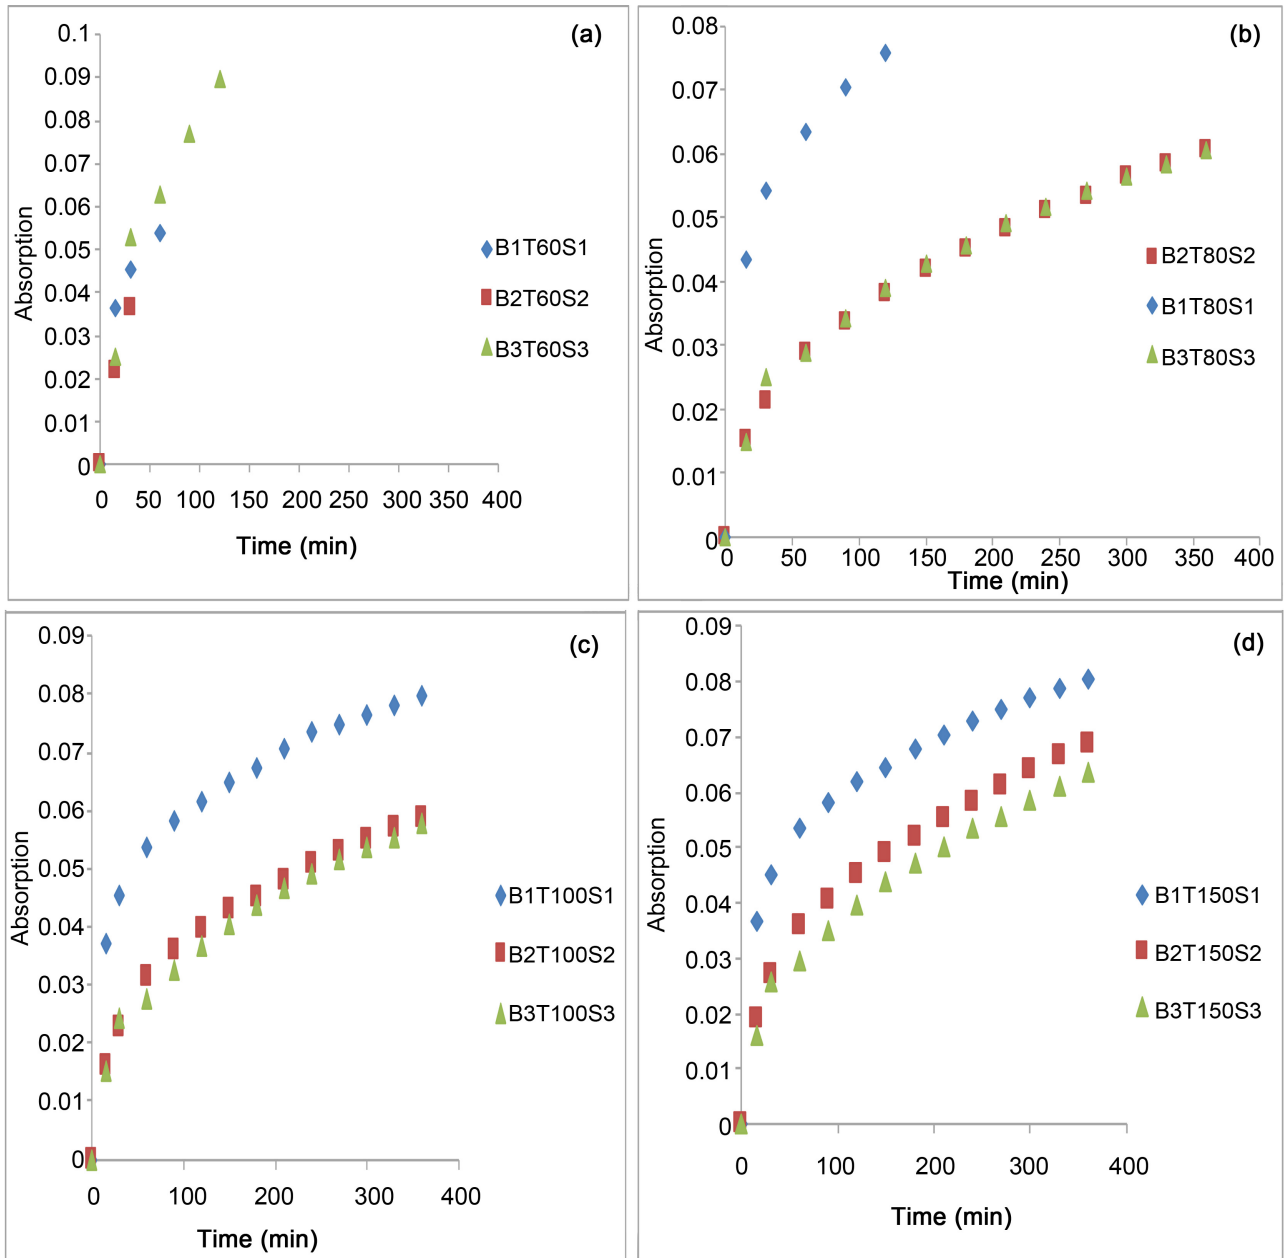 (a)
0.1
0.09
0.08
0.07
0.06
0.05
0.04
0.03
0.02
0.01
0
Absorption
0 50 100 150 200 250 300 350 400
Time (min)
B1T60S1
B2T60S2
B3T60S3
(b)
0.08
0.07
0.06
0.05
0.04
0.03
0.02
0.01
0
Absorption
0 50 100 150 200 250 300 350 400
Time (min)
B2T80S2
B1T80S1
B3T80S3
(c)
0.09
0.08
0.07
0.06
0.05
0.04
0.03
0.02
0.01
0
Absorption
0 100 200 300 400
Time (min)
B1T100S1
B2T100S2
B3T100S3
(d)
0.09
0.08
0.07
0.06
0.05
0.04
0.03
0.02
0.01
0
Absorption
0 100 200 300 400
Time (min)
B1T150S1
B2T150S2
B3T150S3